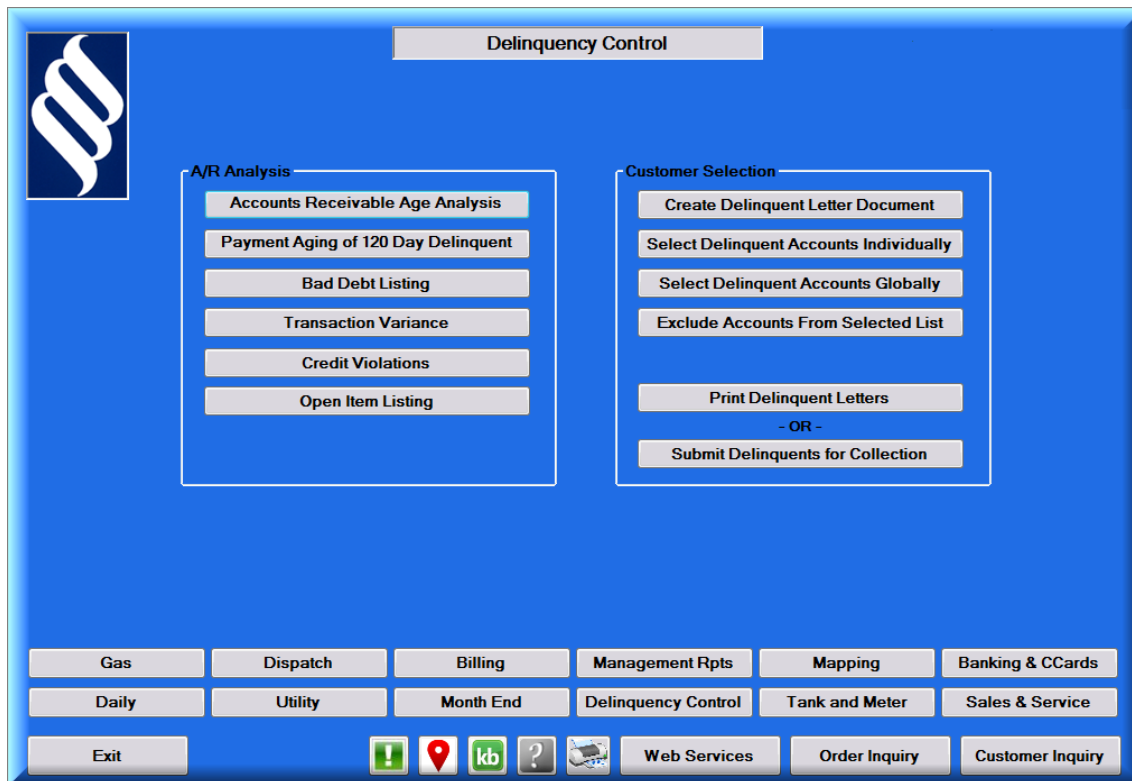 Delinquency Control
A/R Analysis
Accounts Receivable Age Analysis
Payment Aging of 120 Day Delinquent
Bad Debt Listing
Transaction Variance
Credit Violations
Open Item Listing
Customer Selection
Create Delinquent Letter Document
Select Delinquent Accounts Individually
Select Delinquent Accounts Globally
Exclude Accounts From Selected List
Print Delinquent Letters
- OR -
Submit Delinquents for Collection
Gas Dispatch Billing Management Rpts Mapping Banking & CCards
Daily Utility Month End Delinquency Control Tank and Meter Sales & Service
Exit ! kb ? Web Services Order Inquiry Customer Inquiry